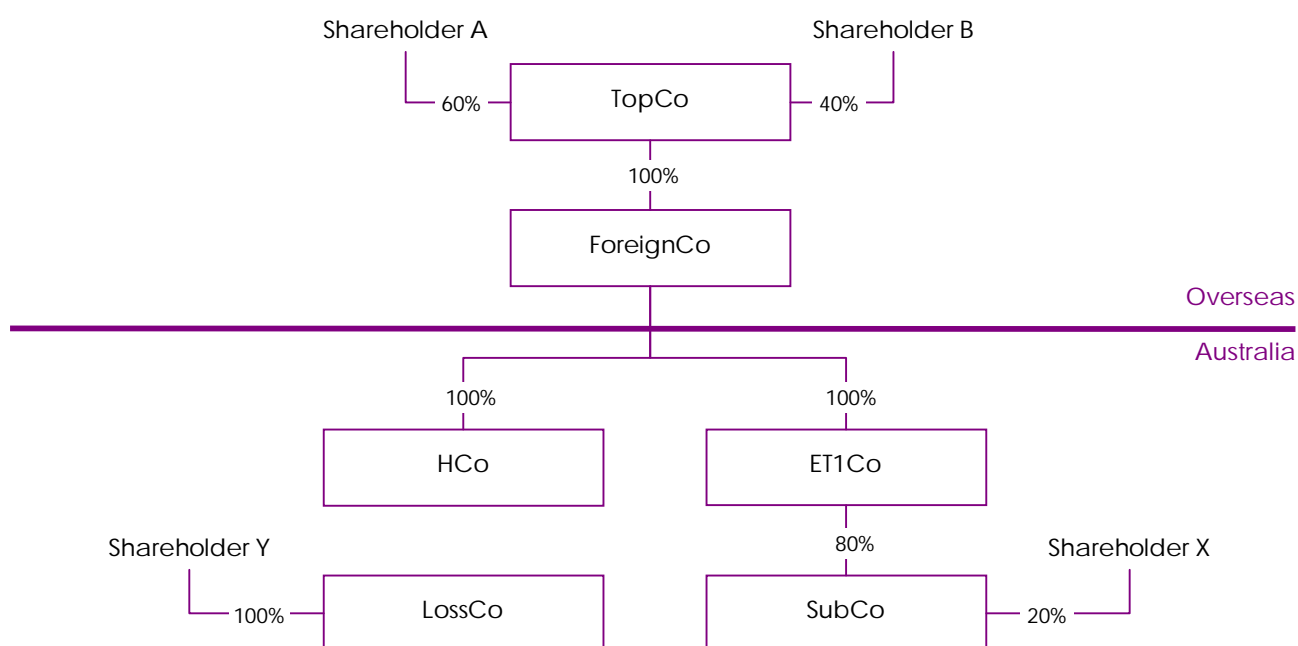 Shareholder A
Shareholder B
60%
TopCo
40%
100%
ForeignCo
Overseas
Australia
100%
100%
HCo
ET1Co
Shareholder Y
80%
Shareholder X
100%
LossCo
SubCo
20%